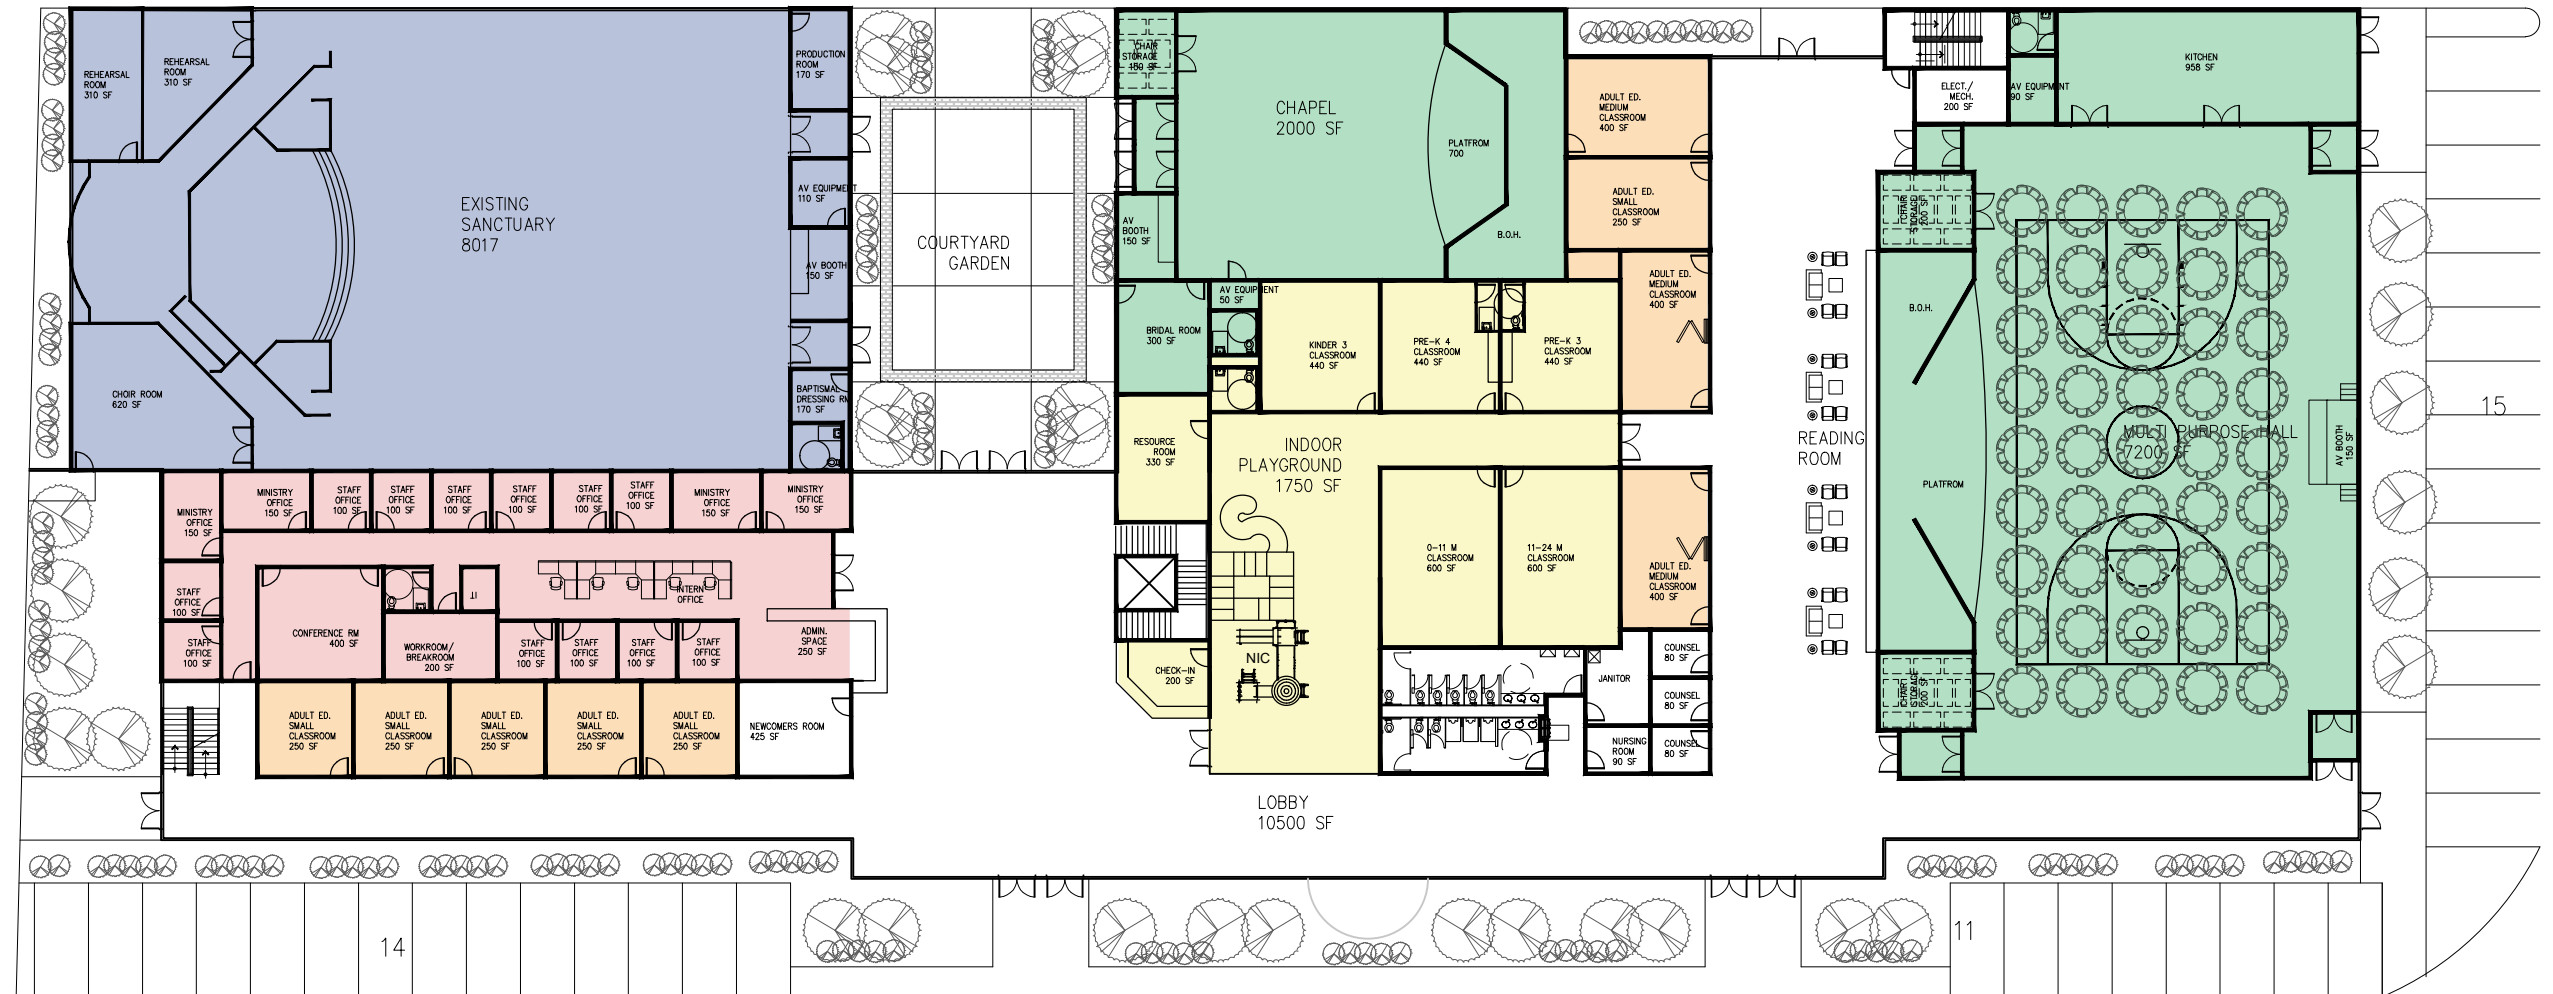 REHEARSAL
ROOM
310 SF
REHEARSAL
ROOM
310 SF
PRODUCTION
ROOM
170 SF
EXISTING
SANCTUARY
8017
AV EQUIPMENT
110 SF
AV BOOTH
150 SF
BAPTISMAL
DRESSING RM
170 SF
CHOIR ROOM
620 SF
COURTYARD
GARDEN
CHAIR
STORAGE
150 SF
CHAPEL
2000 SF
PLATFROM
700
B.O.H.
AV
BOOTH
150 SF
ADULT ED.
MEDIUM
CLASSROOM
400 SF
ADULT ED.
SMALL
CLASSROOM
250 SF
ADULT ED.
MEDIUM
CLASSROOM
400 SF
AV EQUIPMENT
50 SF
BRIDAL ROOM
300 SF
KINDER 3
CLASSROOM
440 SF
PRE-K 4
CLASSROOM
440 SF
PRE-K 3
CLASSROOM
440 SF
RESOURCE
ROOM
330 SF
INDOOR
PLAYGROUND
1750 SF
0-11 M
CLASSROOM
600 SF
11-24 M
CLASSROOM
600 SF
ADULT ED.
MEDIUM
CLASSROOM
400 SF
NIC
CHECK-IN
200 SF
JANITOR
COUNSEL
80 SF
COUNSEL
80 SF
COUNSEL
80 SF
NURSING
ROOM
90 SF
READING
ROOM
ELECT./
MECH.
200 SF
AV EQUIPMENT
90 SF
KITCHEN
958 SF
CHAIR
STORAGE
200 SF
B.O.H.
PLATFROM
MULTI PURPOSE HALL
7200 SF
AV BOOTH
150 SF
CHAIR
STORAGE
200 SF
15
MINISTRY
OFFICE
150 SF
MINISTRY
OFFICE
150 SF
STAFF
OFFICE
100 SF
STAFF
OFFICE
100 SF
STAFF
OFFICE
100 SF
STAFF
OFFICE
100 SF
STAFF
OFFICE
100 SF
STAFF
OFFICE
100 SF
MINISTRY
OFFICE
150 SF
MINISTRY
OFFICE
150 SF
STAFF
OFFICE
100 SF
STAFF
OFFICE
100 SF
CONFERENCE RM
400 SF
IT
INTERN
OFFICE
WORKROOM/
BREAKROOM
200 SF
STAFF
OFFICE
100 SF
STAFF
OFFICE
100 SF
STAFF
OFFICE
100 SF
STAFF
OFFICE
100 SF
ADMIN.
SPACE
250 SF
ADULT ED.
SMALL
CLASSROOM
250 SF
ADULT ED.
SMALL
CLASSROOM
250 SF
ADULT ED.
SMALL
CLASSROOM
250 SF
ADULT ED.
SMALL
CLASSROOM
250 SF
ADULT ED.
SMALL
CLASSROOM
250 SF
NEWCOMERS ROOM
425 SF
LOBBY
10500 SF
14
11